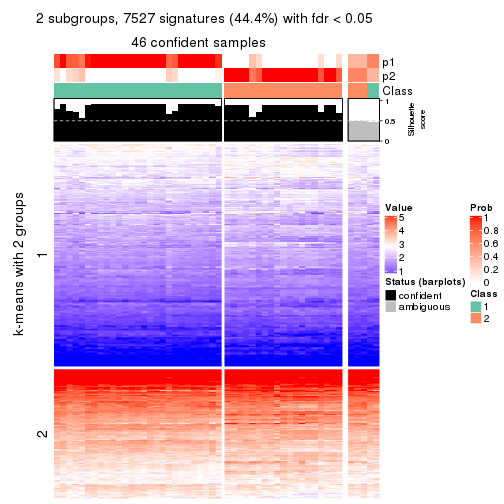 2 subgroups, 7527 signatures (44.4%) with fdr < 0.05
46 confident samples
p1
p2
Class
1
0.5
0
Silhouette
score
k-means with 2 groups
1
2
Value
5
4
3
2
1
Status (barplots)
confident
ambiguous
Prob
1
0.8
0.6
0.4
0.2
0
Class
1
2